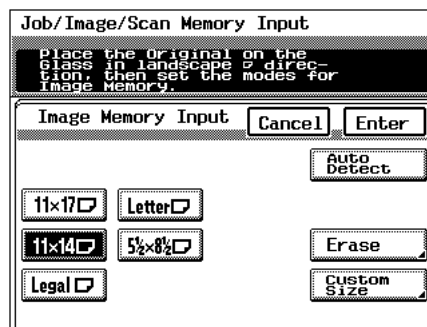 Job/Image/Scan Memory Input
Place the Original on the
Glass in landscape direc-
tion, then set the modes for
Image Memory.
Image Memory Input
Cancel
Enter
Auto
Detect
11×17
Letter
11×14
5½×8½
Erase
Legal
Custom
Size